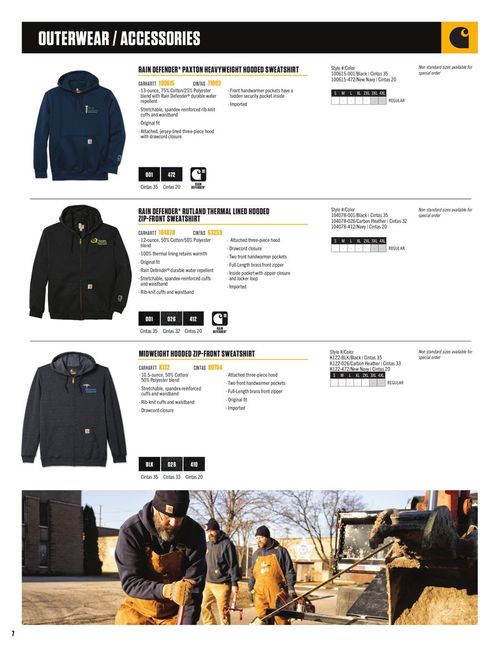 OUTERWEAR / ACCESSORIES
RAIN DEFENDER® PAXTON HEAVYWEIGHT HOODED SWEATSHIRT
CARHARTT 100615 CINTAS 71003
· 13-ounce, 75% Cotton/25% Polyester
blend with Rain Defender® durable water
repellent
· Stretchable, spandex-reinforced rib-knit
cuffs and waistband
· Original fit
· Attached, jersey-lined three-piece hood
with drawcord closure
· Front handwarmer pockets have a
hidden security pocket inside
· Imported
Style #/Color
100615-001/Black | Cintas 35
100615-472/New Navy | Cintas 20
S M L XL 2XL 3XL 4XL
- - - - - - - REGULAR
Non standard sizes available for
special order
001 472
Cintas 35 Cintas 20
RAIN
DEFENDER®
RAIN DEFENDER® RUTLAND THERMAL LINED HOODED
ZIP-FRONT SWEATSHIRT
CARHARTT 104078 CINTAS 63259
· 12-ounce, 50% Cotton/50% Polyester
blend
· 100% thermal lining retains warmth
· Original fit
· Rain Defender® durable water repellent
· Stretchable, spandex-reinforced cuffs
and waistband
· Rib-knit cuffs and waistband
· Attached three-piece hood
· Drawcord closure
· Two front handwarmer pockets
· Full-Length brass front zipper
· Inside pocket with zipper closure
and locker loop
· Imported
Style #/Color
104078-001/Black | Cintas 35
104078-026/Carbon Heather | Cintas 32
104078-412/Navy | Cintas 20
S M L XL 2XL 3XL 4XL
- - - - - - - REGULAR
Non standard sizes available for
special order
001 026 412
Cintas 35 Cintas 32 Cintas 20
RAIN
DEFENDER®
MIDWEIGHT HOODED ZIP-FRONT SWEATSHIRT
CARHARTT K122 CINTAS
· 10.5-ounce, 50% Cotton/
50% Polyester blend
· Stretchable, spandex-reinforced
cuffs and waistband
· Rib-knit cuffs and waistband
· Drawcord closure
· Attached three-piece hood
· Two front handwarmer pockets
· Full-Length brass front zipper
· Original fit
· Imported
Style #/Color
K122-BLK/Black | Cintas 35
K122-026/Carbon Heather | Cintas 33
K122-472/New Navy | Cintas 20
S M L XL 2XL 3XL 4XL
- - - - - - - REGULAR
Non standard sizes available for
special order
BLK 026 410
Cintas 35 Cintas 33 Cintas 20
7